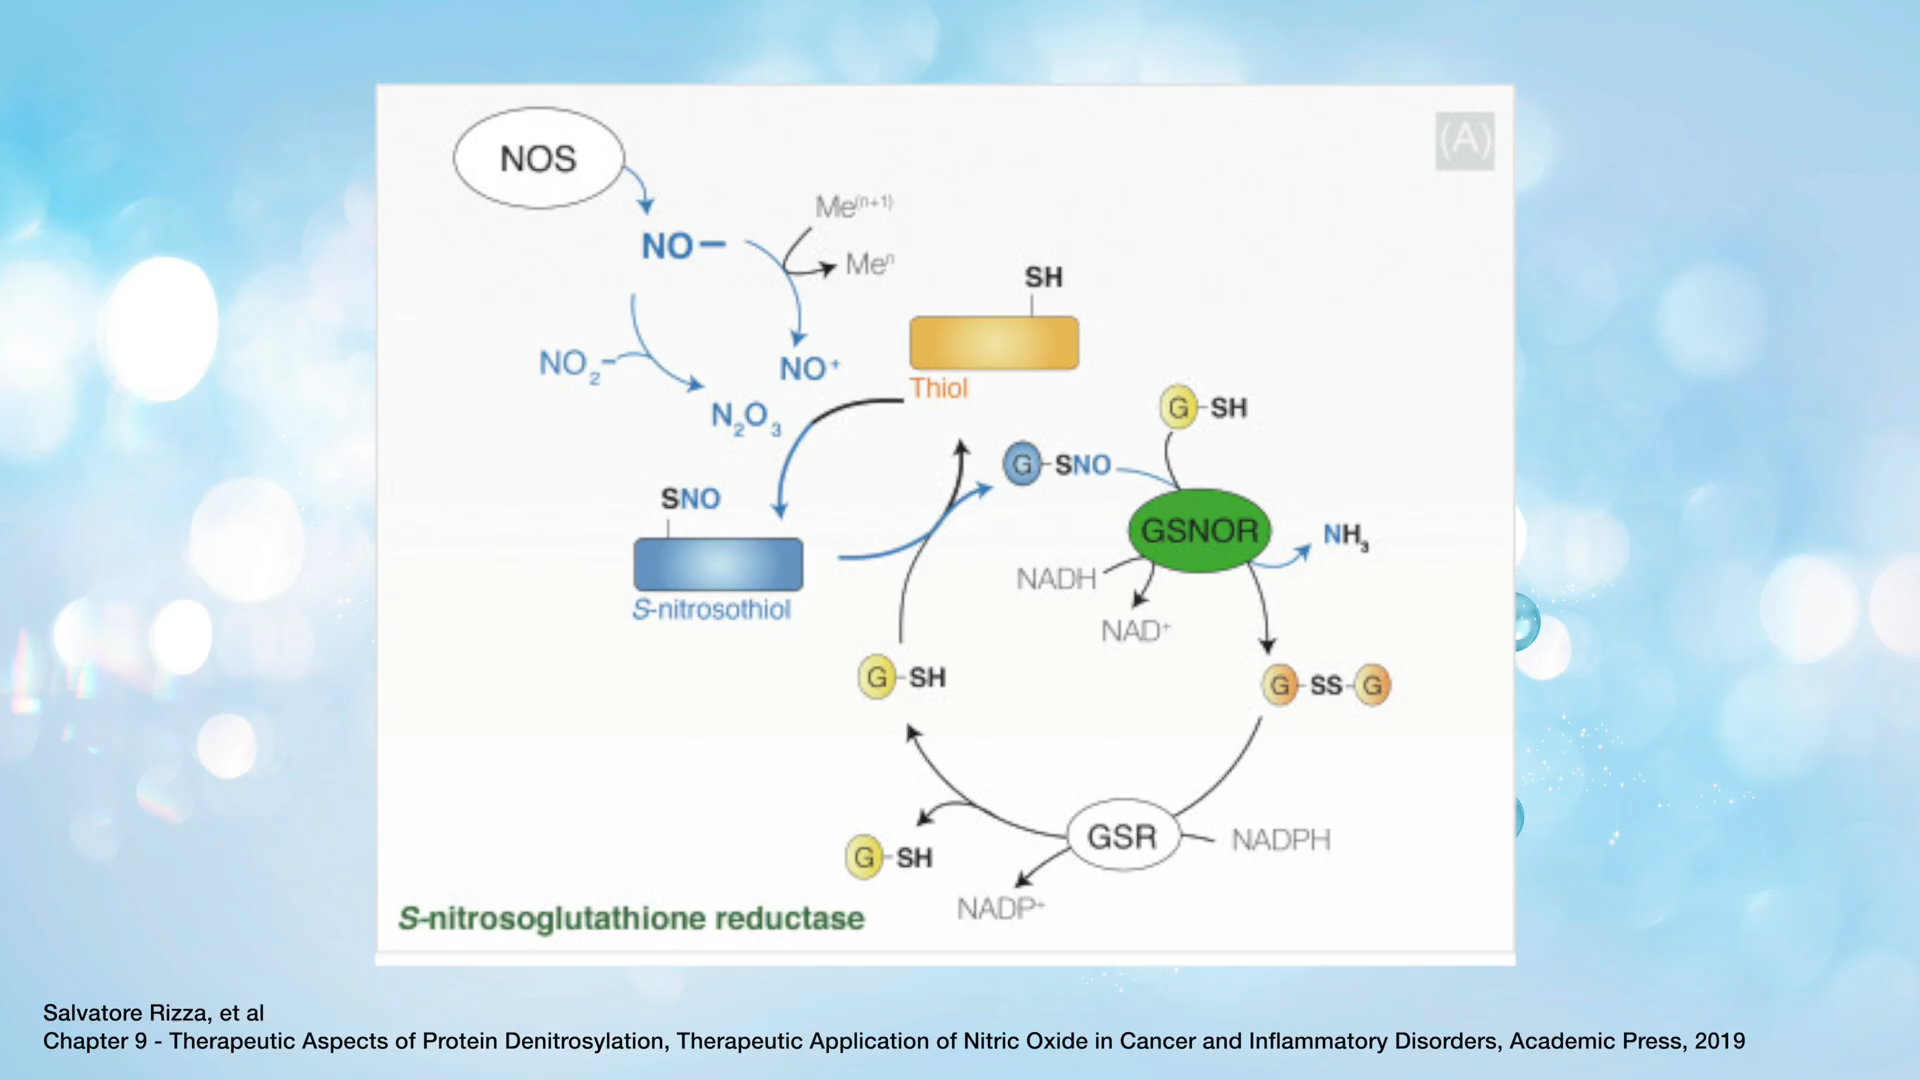 NOS
(A)
Me(n+1)
NO–
Meⁿ
SH
NO₂–
NO⁺
Thiol
N₂O₃
G-SH
G-SNO
SNO
GSNOR
NH₃
NADH
S-nitrosothiol
NAD⁺
G-SH
G-SS-G
GSR
NADPH
G-SH
NADP⁺
S-nitrosoglutathione reductase
Salvatore Rizza, et al
Chapter 9 - Therapeutic Aspects of Protein Denitrosylation, Therapeutic Application of Nitric Oxide in Cancer and Inflammatory Disorders, Academic Press, 2019